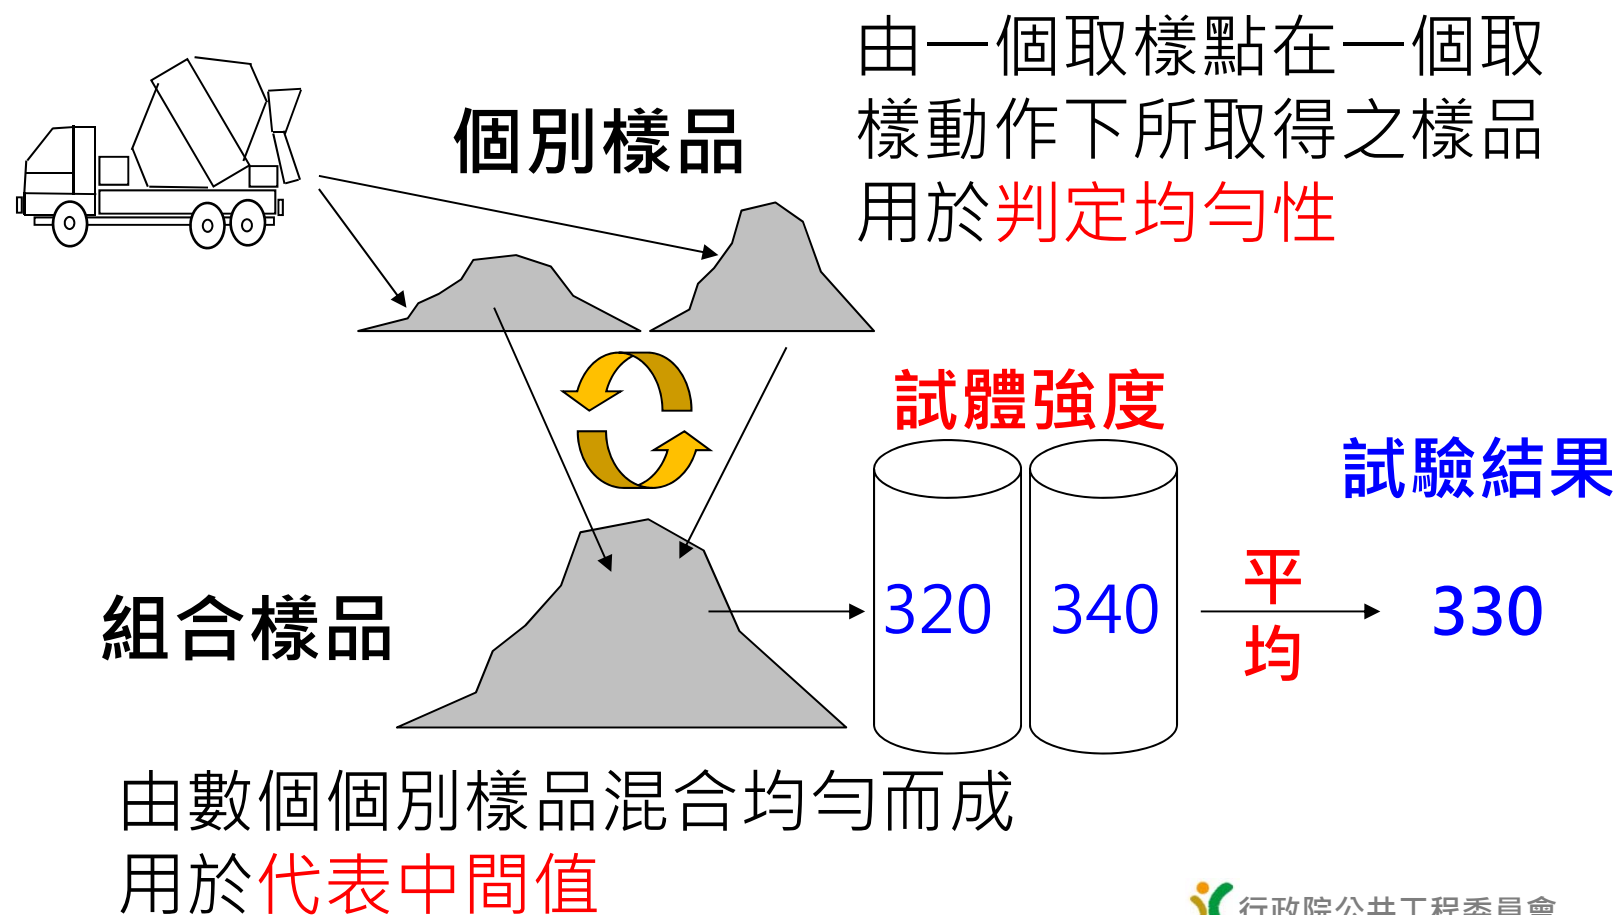 由一個取樣點在一個取
樣動作下所取得之樣品
用於判定均勻性
個別樣品
試體強度
試驗結果
320
340
平
均
330
組合樣品
由數個個別樣品混合均勻而成
用於代表中間值
行政院公共工程委員會